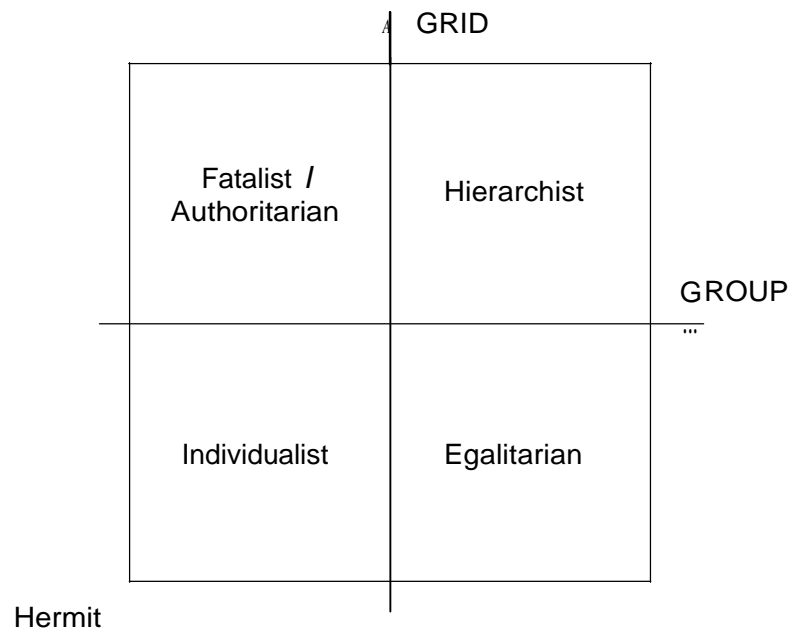 GRID
Fatalist /
Authoritarian
Hierarchist
GROUP
Individualist
Egalitarian
Hermit